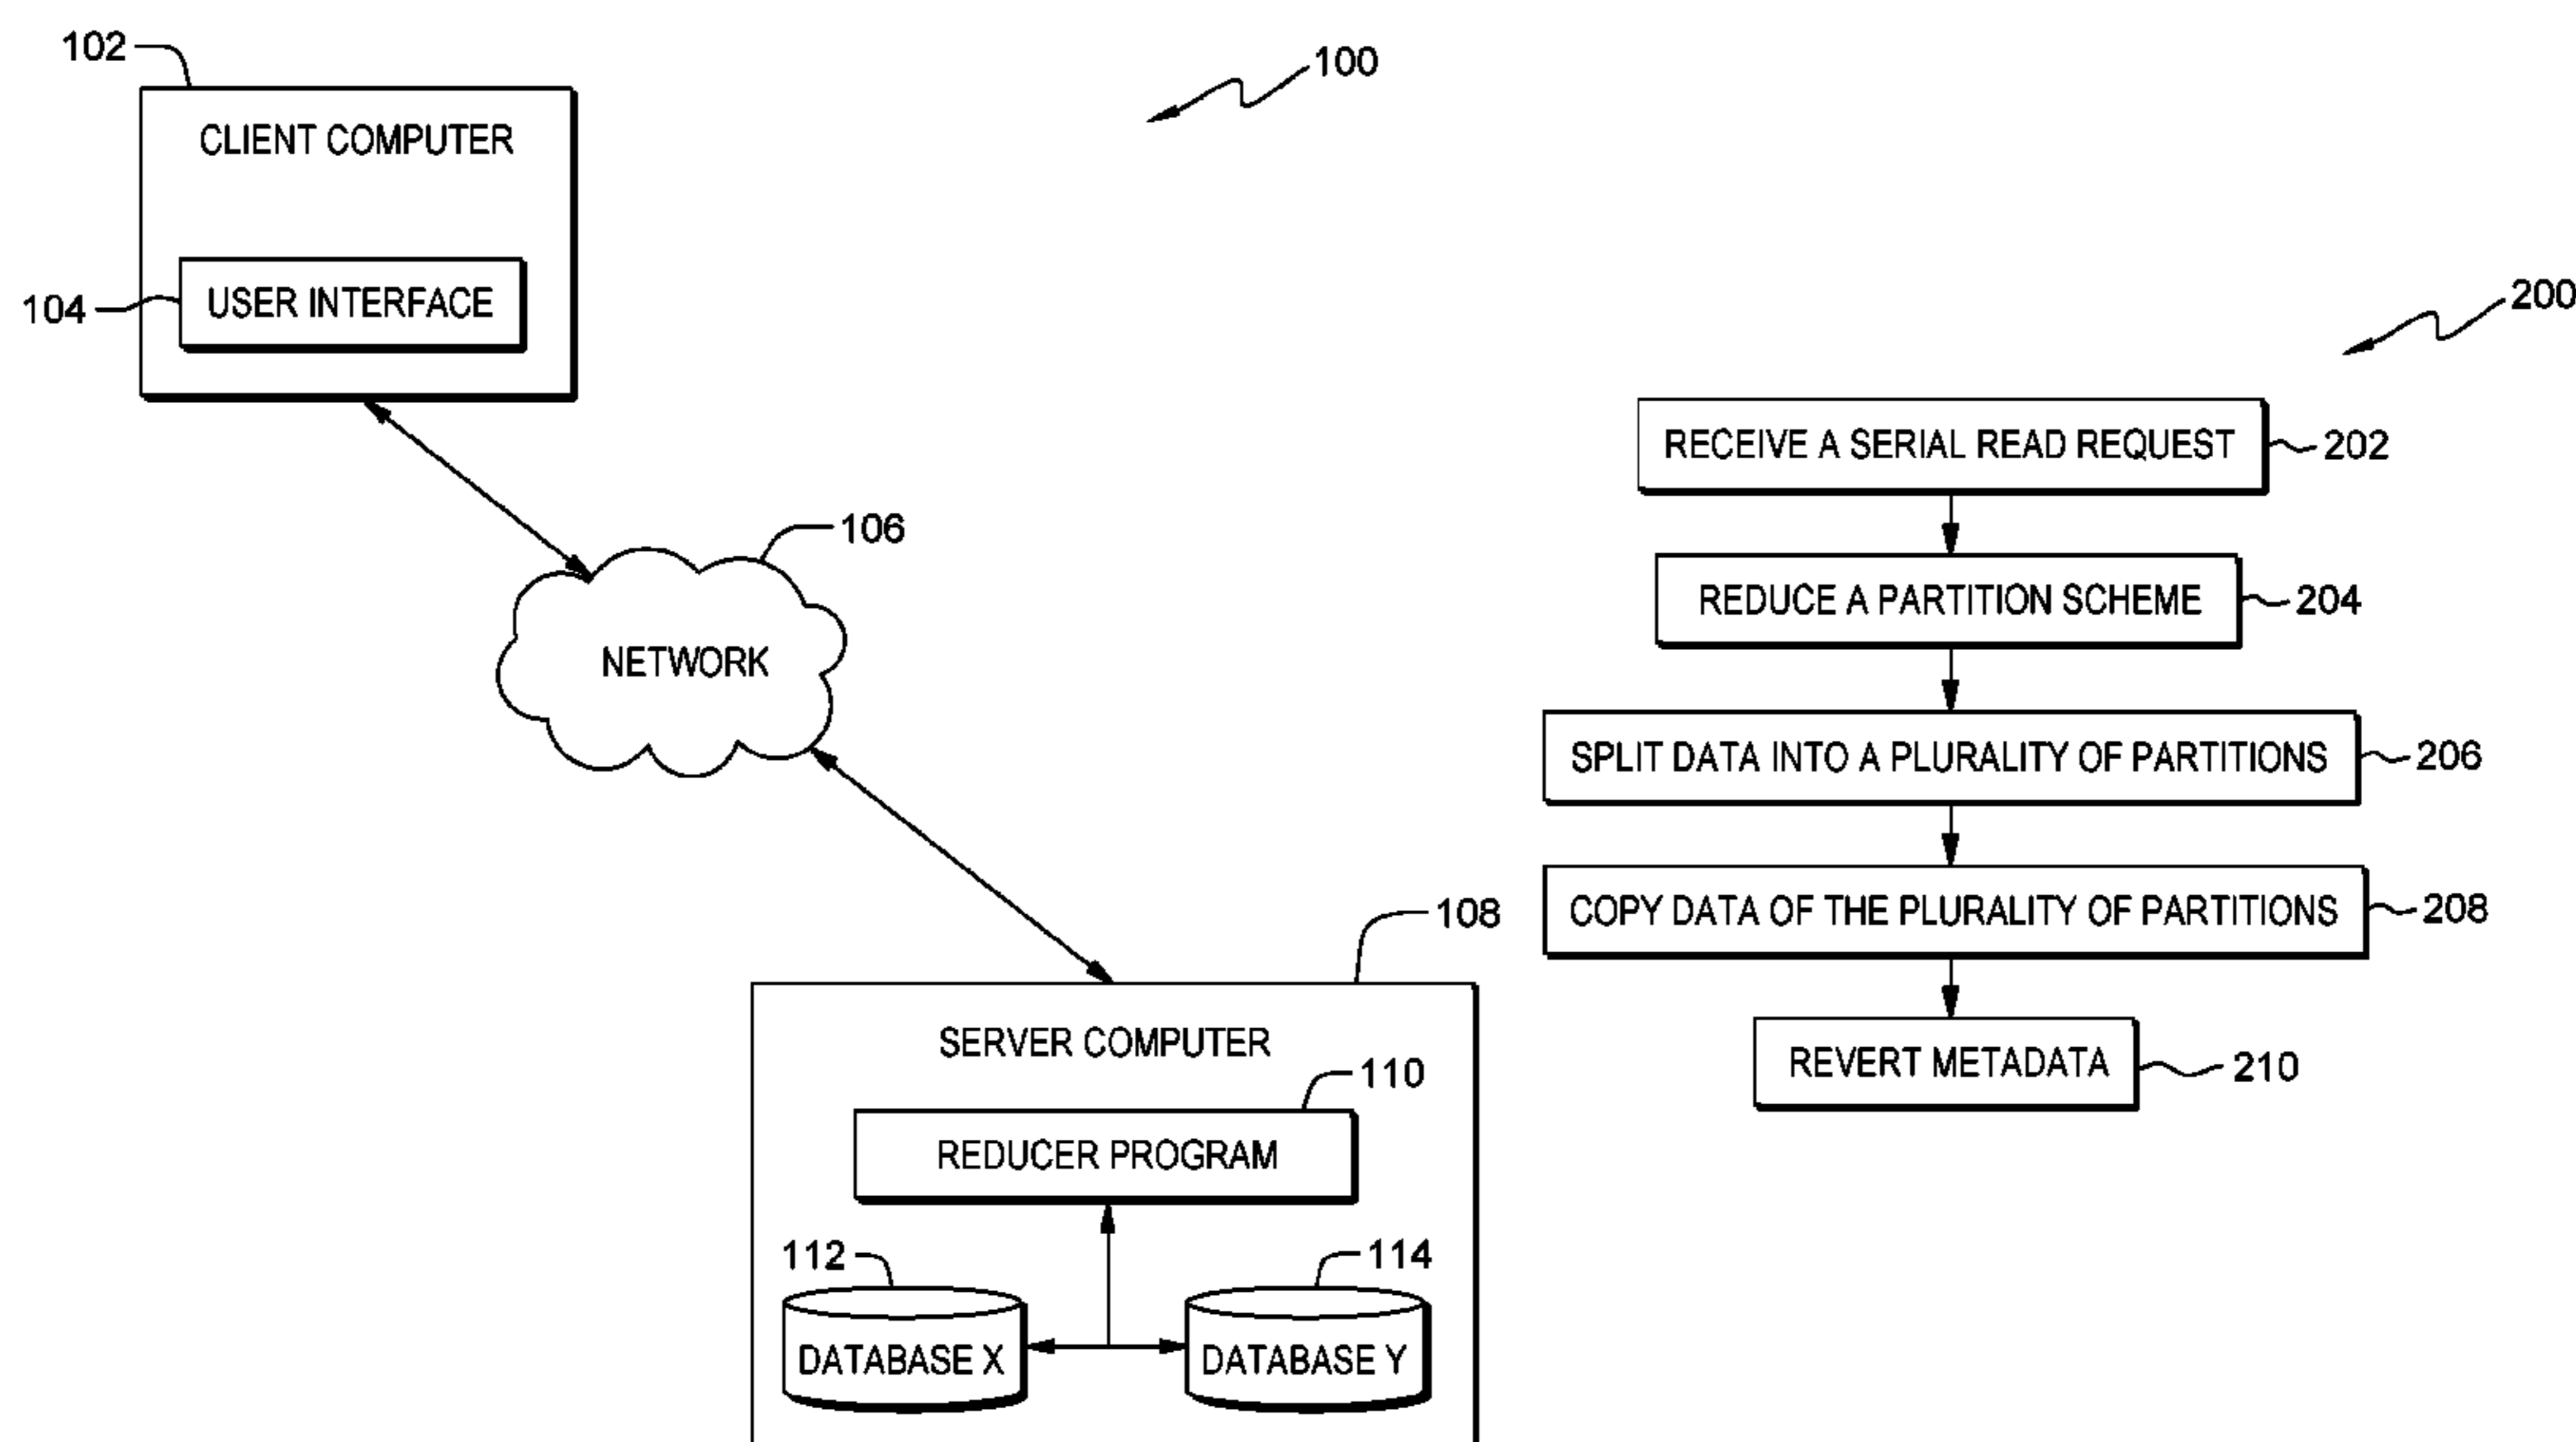 102
CLIENT COMPUTER
104
USER INTERFACE
100
106
NETWORK
108
SERVER COMPUTER
110
REDUCER PROGRAM
112
DATABASE X
114
DATABASE Y
200
RECEIVE A SERIAL READ REQUEST
202
REDUCE A PARTITION SCHEME
204
SPLIT DATA INTO A PLURALITY OF PARTITIONS
206
COPY DATA OF THE PLURALITY OF PARTITIONS
208
REVERT METADATA
210